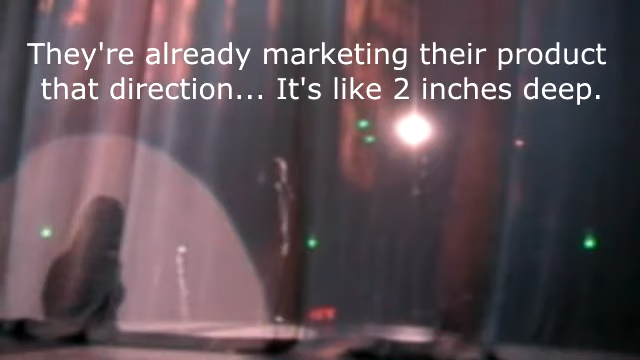 They're already marketing their product
that direction... It's like 2 inches deep.